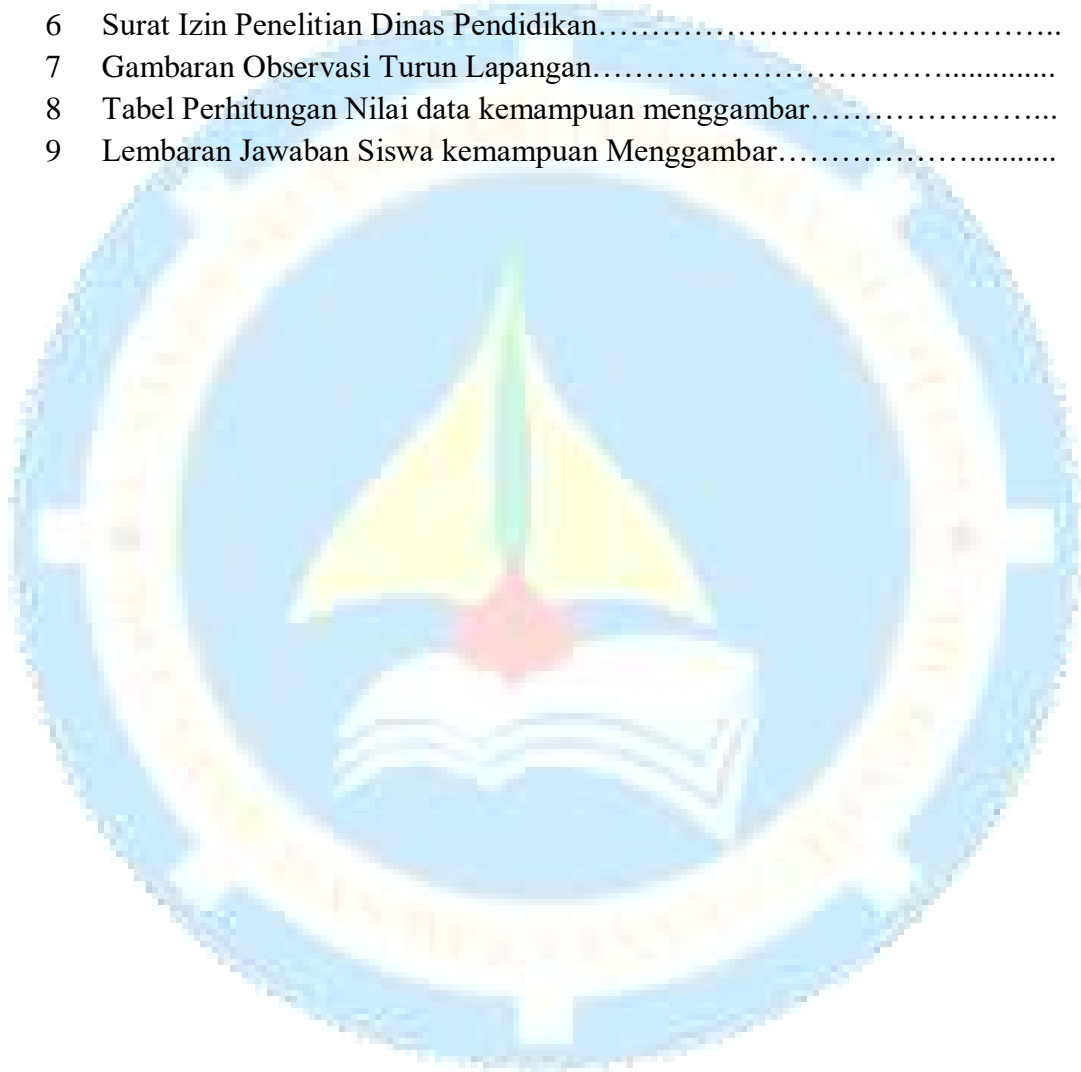 6 Surat Izin Penelitian Dinas Pendidikan……………………………………..
7 Gambaran Observasi Turun Lapangan……………………………..............
8 Tabel Perhitungan Nilai data kemampuan menggambar…………………...
9 Lembaran Jawaban Siswa kemampuan Menggambar………………...........